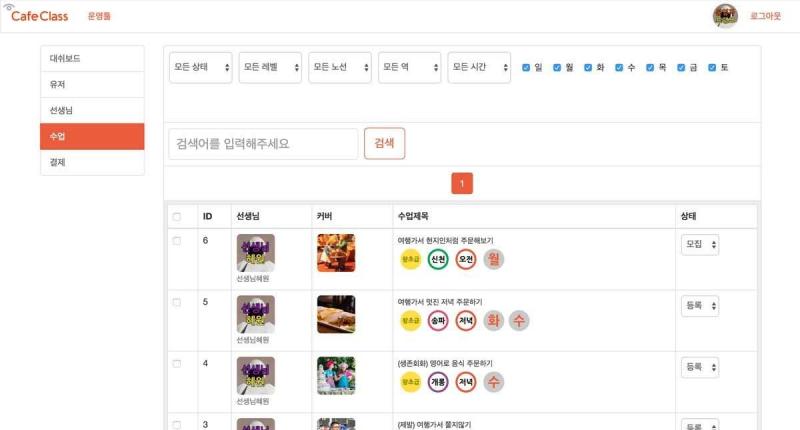 Cafe Class 운영툴 로그아웃
대쉬보드
유저
선생님
수업
결제
모든 상태 모든 레벨 모든 노선 모든 역 모든 시간 일 월 화 수 목 금 토
검색어를 입력해주세요 검색
1
ID 선생님 커버 수업제목 상태
6 선생님 혜원 여행가서 현지인처럼 주문해보기 모집
왕초급 신천 오전 월
선생님혜원
5 선생님 혜원 여행가서 멋진 저녁 주문하기 등록
왕초급 송파 저녁 화 수
선생님혜원
4 선생님 혜원 (생존회화) 영어로 음식 주문하기 등록
왕초급 개롱 저녁 수
선생님혜원
3 선생님 (제발) 여행가서 쫄지않기 등록